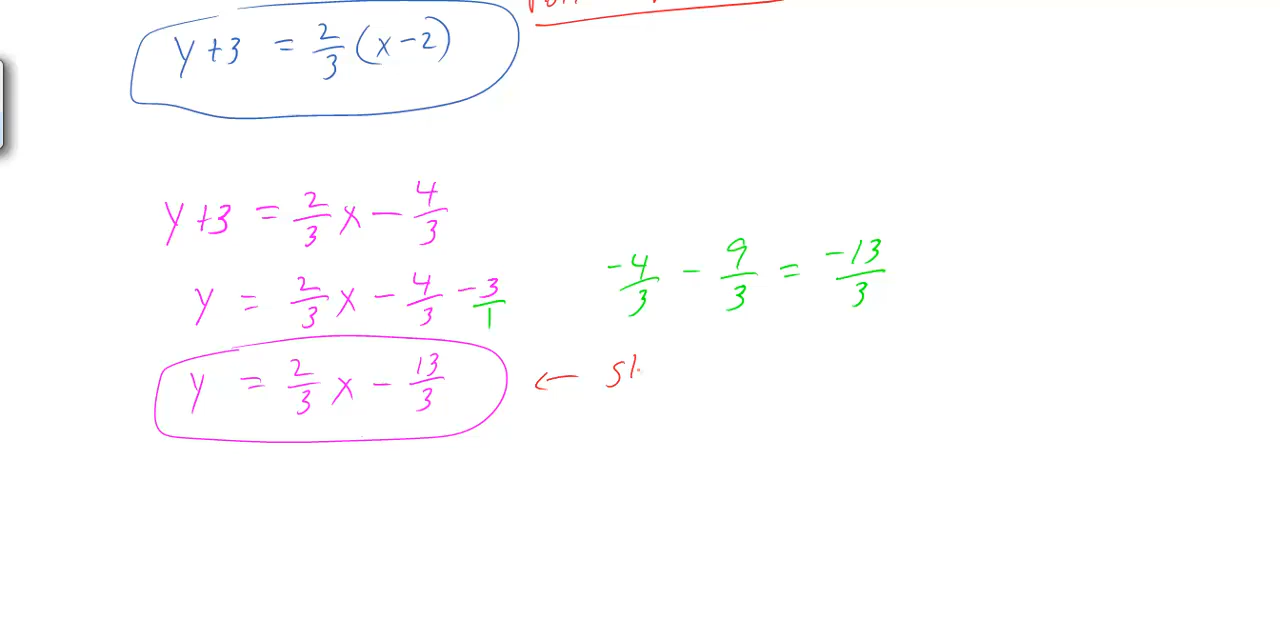 y + 3 = 2/3 (x - 2)
y + 3 = 2/3 x - 4/3
y = 2/3 x - 4/3 - 3/1
-4/3 - 9/3 = -13/3
y = 2/3 x - 13/3 ← sl